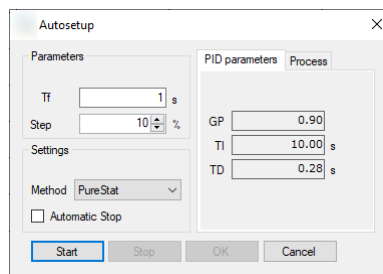 Autosetup
Parameters
Tf 1 s
Step 10 %
Settings
Method PureStat
Automatic Stop
PID parameters Process
GP 0.90
TI 10.00 s
TD 0.28 s
Start Stop OK Cancel